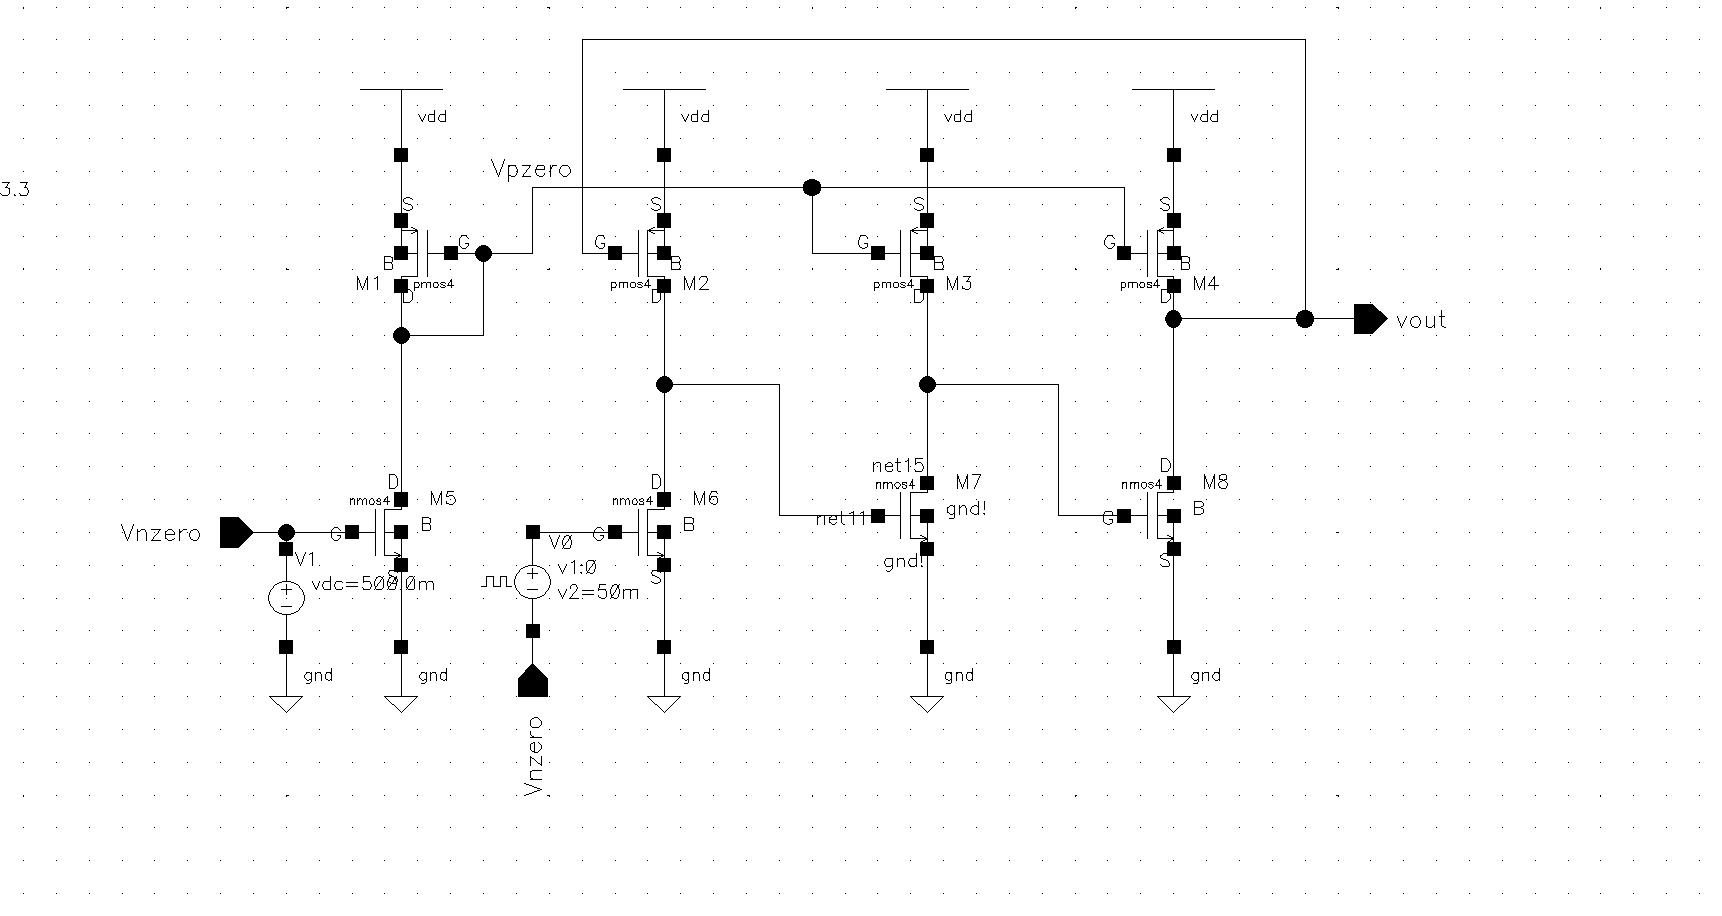 vdd
vdd
vdd
vdd
Vpzero
3.3
S
S
S
S
G
G
G
G
B
B
B
B
M1
pmos4
pmos4
M2
pmos4
M3
pmos4
M4
D
D
D
D
vout
net15
D
D
D
nmos4
M5
nmos4
M6
nmos4
M7
nmos4
M8
gnd!
B
B
B
net11
G
Vnzero
G
G
VØ
V1
S
gnd!
S
vdc=500.0m
v1:Ø
S
v2=50m
gnd
gnd
gnd
gnd
gnd
Vnzero